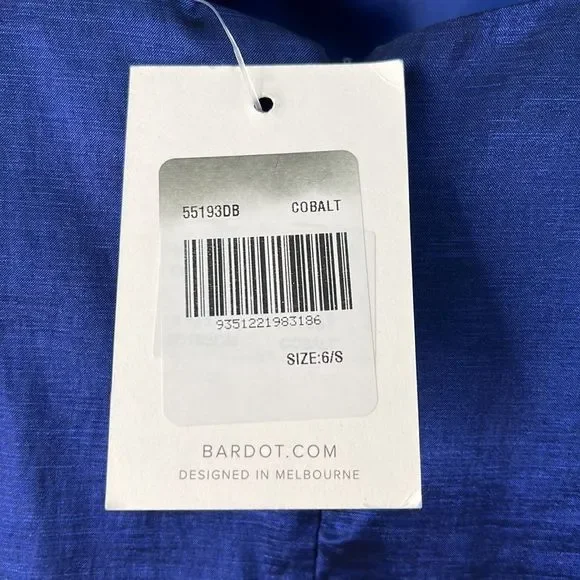 55193DB COBALT
9351221983186
SIZE:6/S
BARDOT.COM
DESIGNED IN MELBOURNE